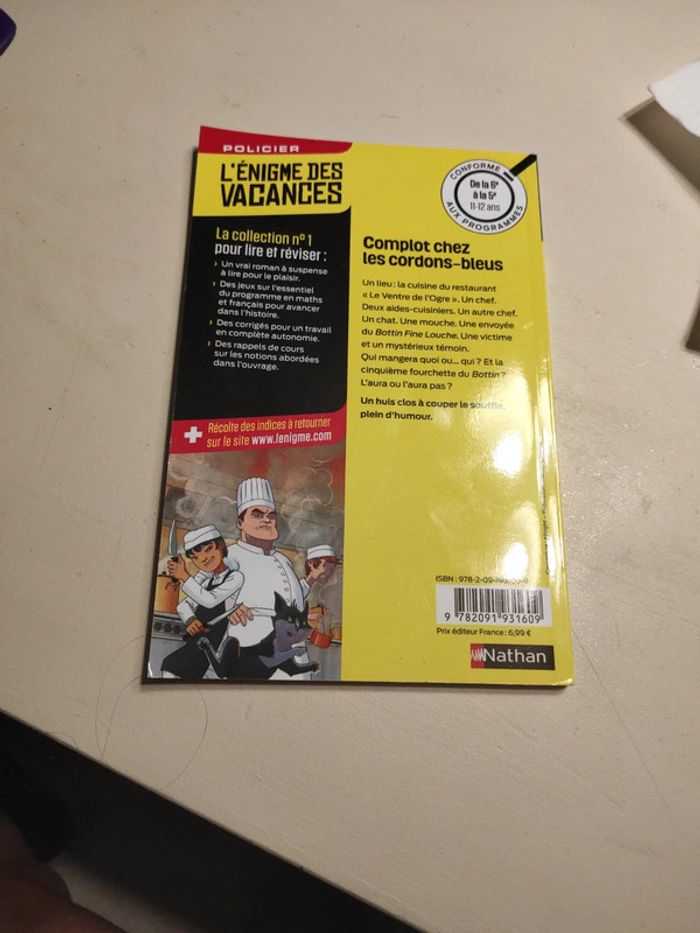 POLICIER
L'ÉNIGME DES
VACANCES
La collection n° 1
pour lire et réviser :
› Un vrai roman à suspense
à lire pour le plaisir.
› Des jeux sur l'essentiel
du programme en maths
et français pour avancer
dans l'histoire.
› Des corrigés pour un travail
en complète autonomie.
› Des rappels de cours
sur les notions abordées
dans l'ouvrage.
+ Récolte des indices à retourner
sur le site www.lenigme.com
CONFORME
De la 6e
à la 5e
11-12 ans
AUX PROGRAMMES
Complot chez
les cordons-bleus
Un lieu : la cuisine du restaurant
« Le Ventre de l'Ogre ». Un chef.
Deux aides-cuisiniers. Un autre chef.
Un chat. Une mouche. Une envoyée
du Bottin Fine Louche. Une victime
et un mystérieux témoin.
Qui mangera quoi ou... qui ? Et la
cinquième fourchette du Bottin ?
L'aura ou l'aura pas ?
Un huis clos à couper le souffle,
plein d'humour.
ISBN : 978-2-09-
9 782091 931609
Prix éditeur France : 6,99 €
Nathan